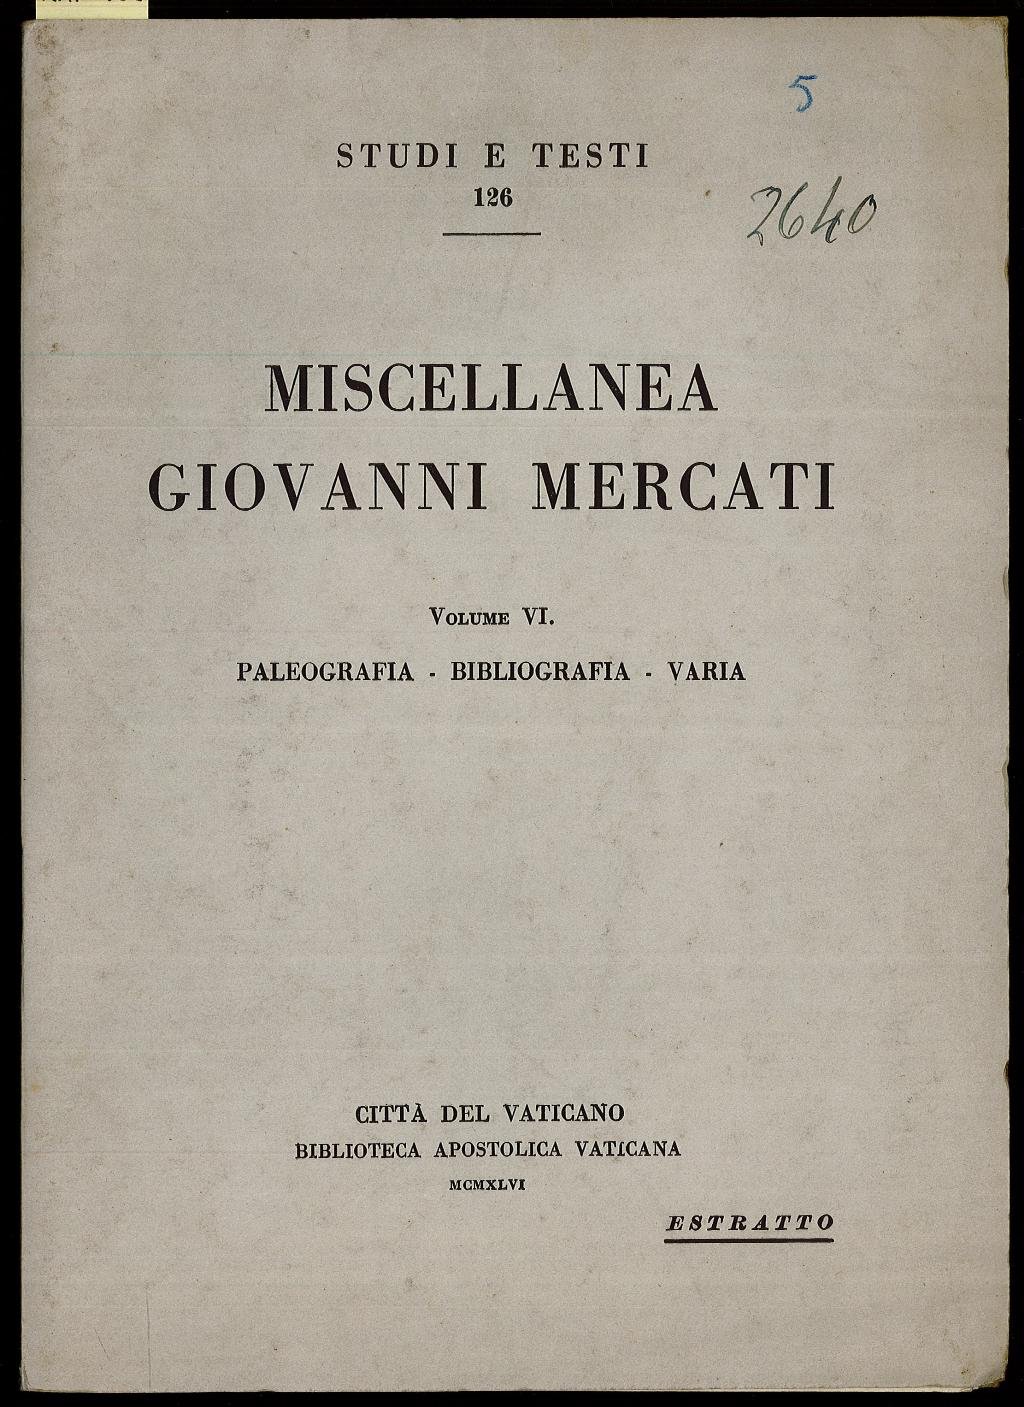 5
STUDI E TESTI
126
2640
MISCELLANEA
GIOVANNI MERCATI
VOLUME VI.
PALEOGRAFIA - BIBLIOGRAFIA - VARIA
CITTÀ DEL VATICANO
BIBLIOTECA APOSTOLICA VATICANA
MCMXLVI
ESTRATTO